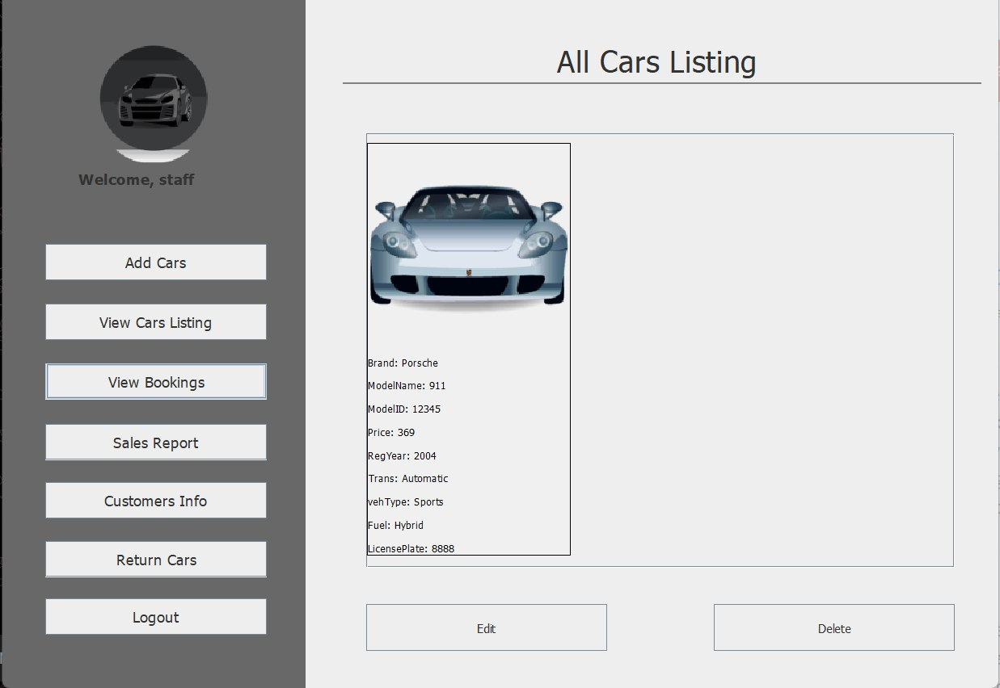 Welcome, staff
Add Cars
View Cars Listing
View Bookings
Sales Report
Customers Info
Return Cars
Logout
All Cars Listing
Brand: Porsche
ModelName: 911
ModelID: 12345
Price: 369
RegYear: 2004
Trans: Automatic
vehType: Sports
Fuel: Hybrid
LicensePlate: 8888
Edit
Delete